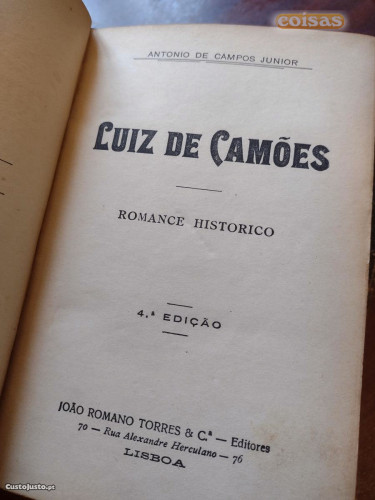 coisas
ANTONIO DE CAMPOS JUNIOR
LUIZ DE CAMÕES
ROMANCE HISTORICO
4.ª EDIÇÃO
JOÃO ROMANO TORRES & C.ª — Editores
70 — Rua Alexandre Herculano — 76
LISBOA
CustoJusto.pt